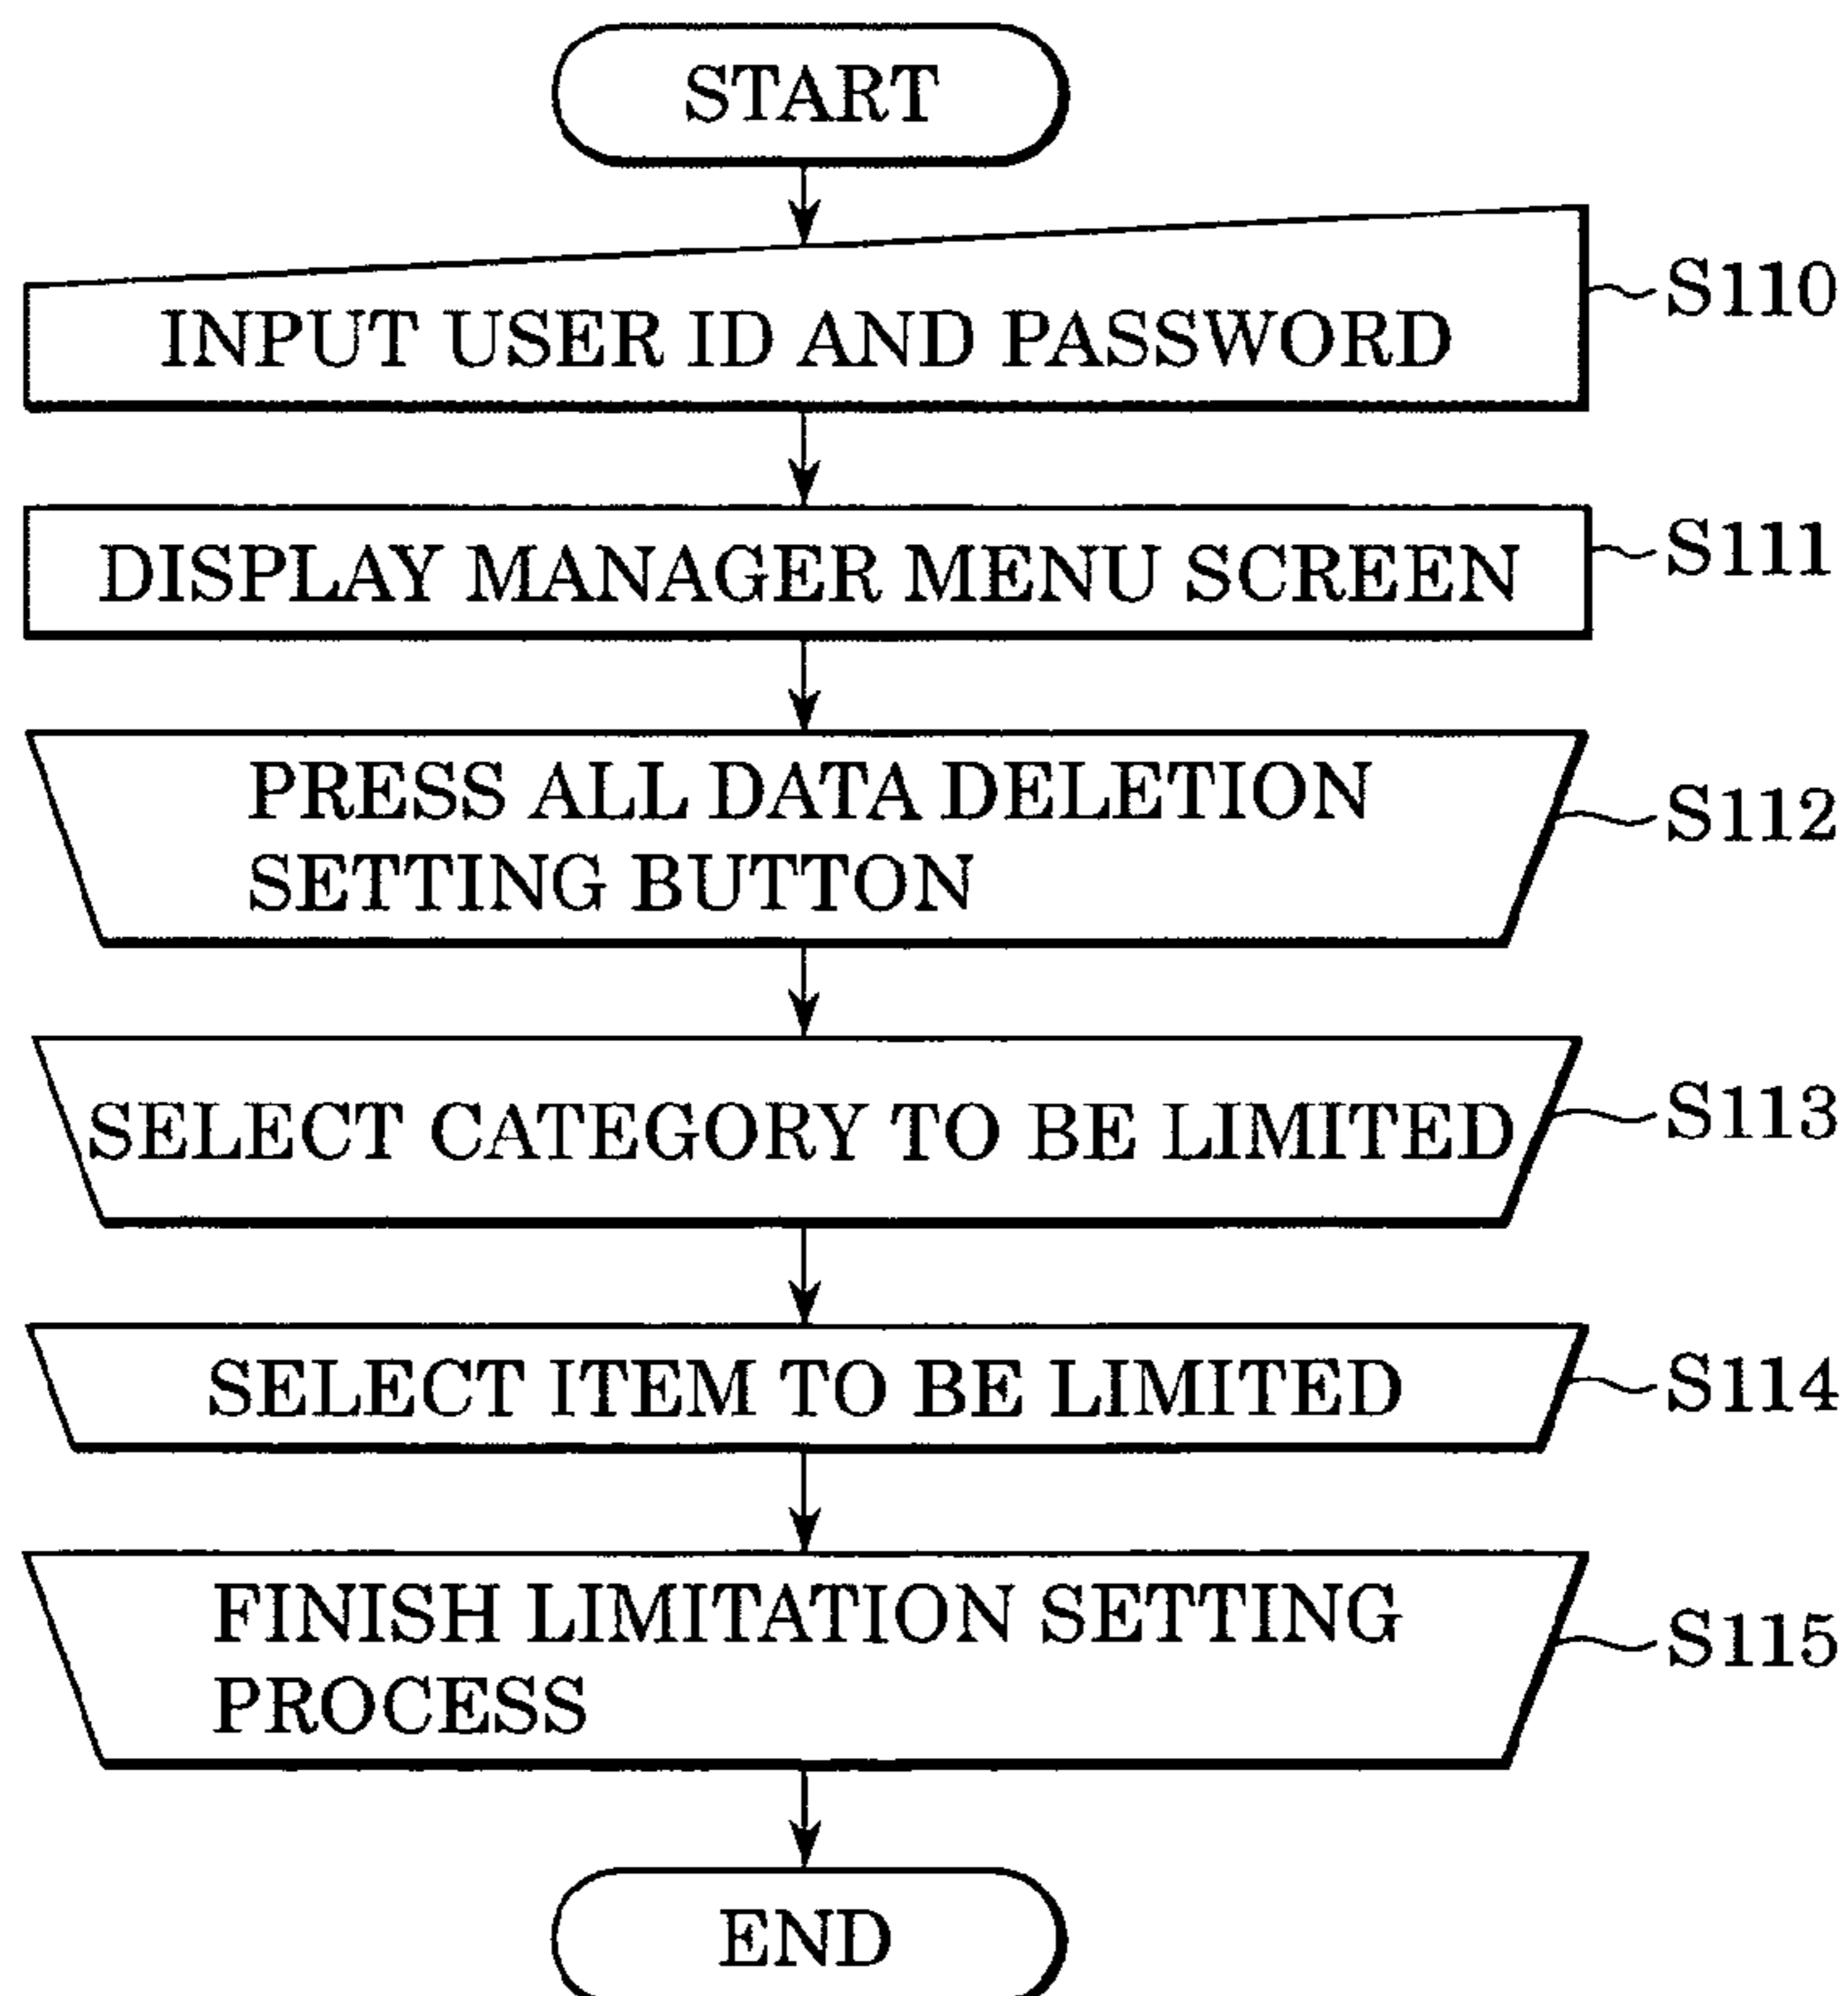 START
INPUT USER ID AND PASSWORD
S110
DISPLAY MANAGER MENU SCREEN
S111
PRESS ALL DATA DELETION
SETTING BUTTON
S112
SELECT CATEGORY TO BE LIMITED
S113
SELECT ITEM TO BE LIMITED
S114
FINISH LIMITATION SETTING
PROCESS
S115
END